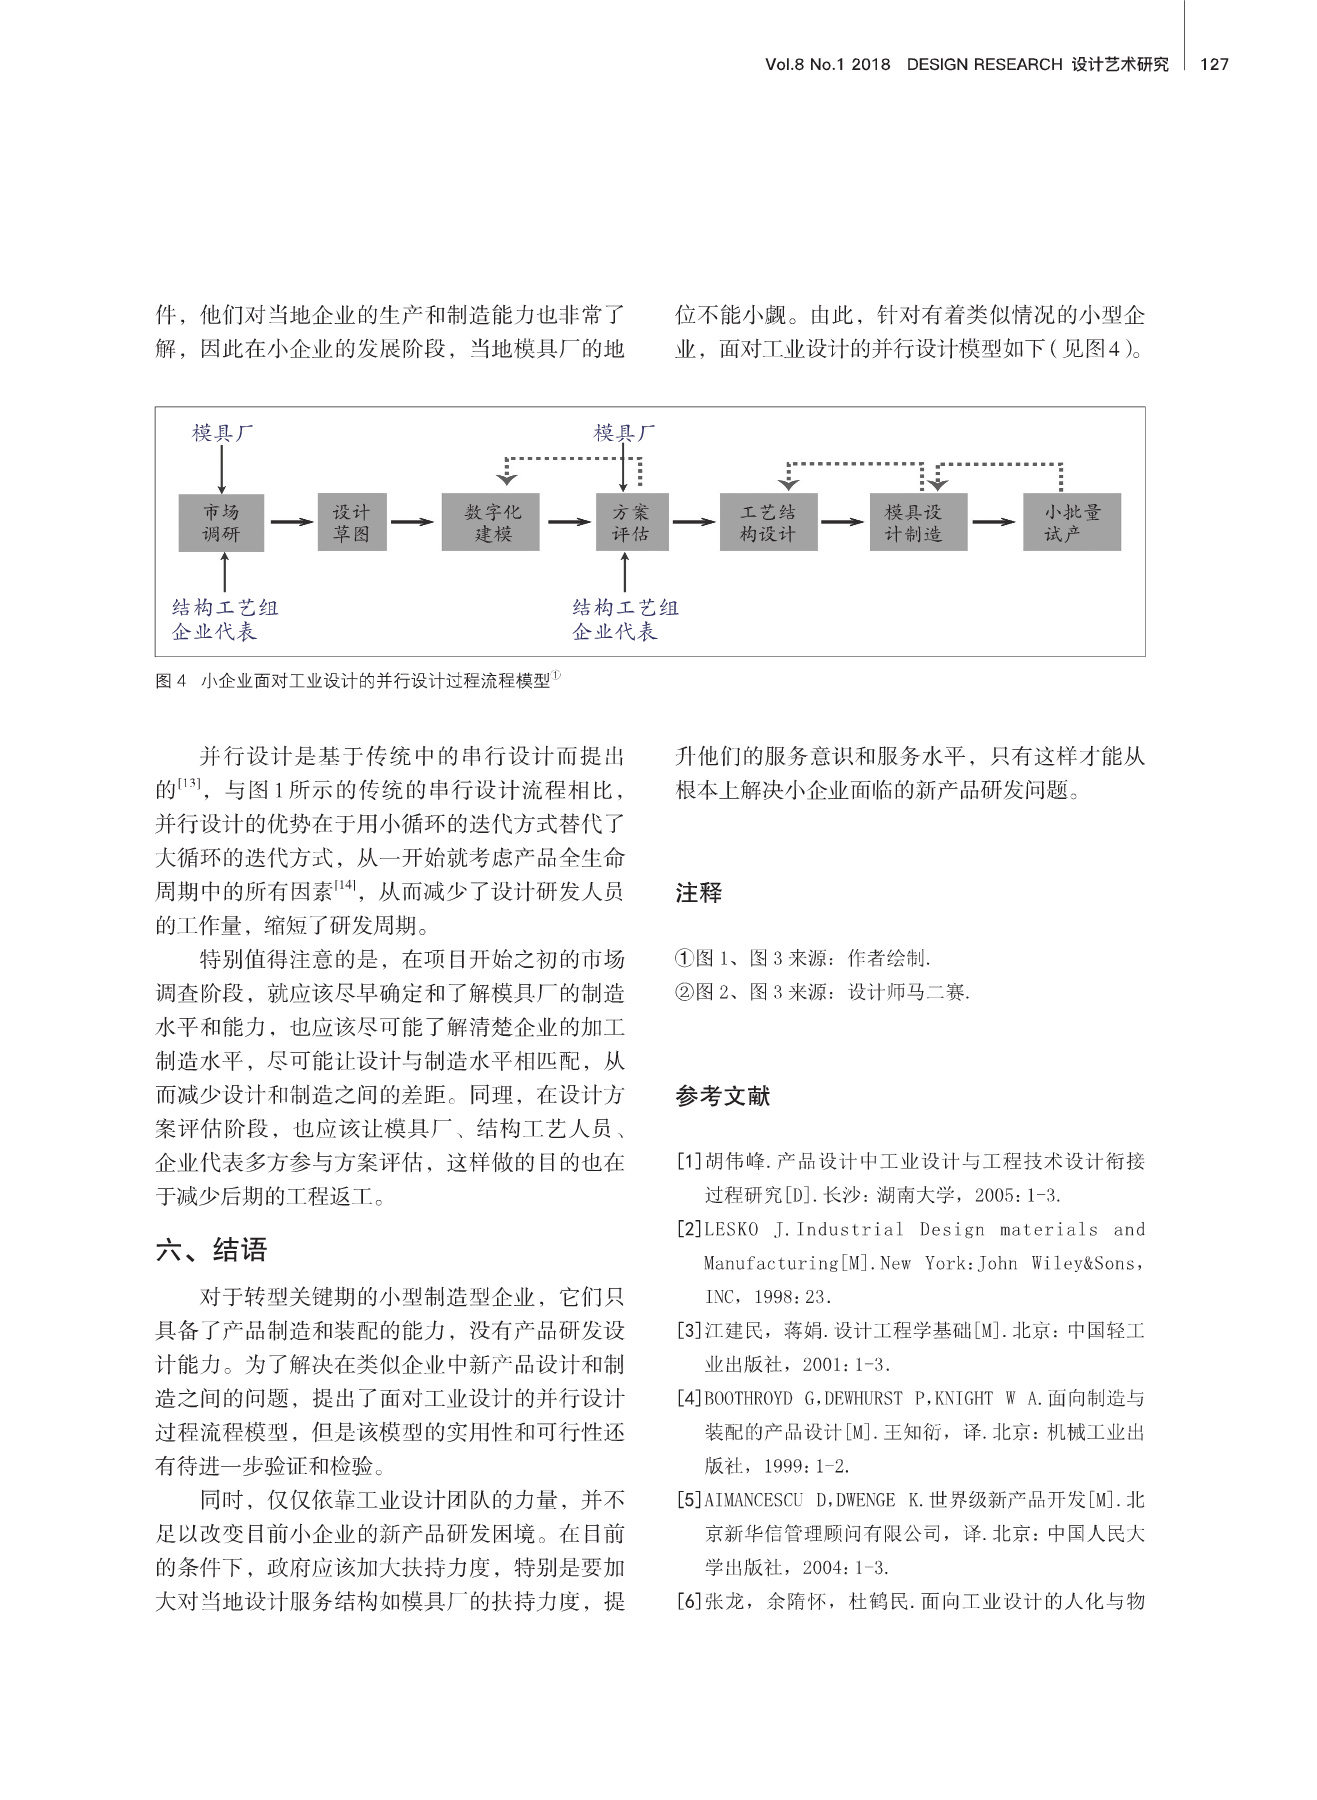 Vol.8 No.1 2018 DESIGN RESEARCH 设计艺术研究 127
件，他们对当地企业的生产和制造能力也非常了
解，因此在小企业的发展阶段，当地模具厂的地
位不能小觑。由此，针对有着类似情况的小型企
业，面对工业设计的并行设计模型如下（见图4）。
模具厂
模具厂
市场
调研
设计
草图
数字化
建模
方案
评估
工艺结
构设计
模具设
计制造
小批量
试产
结构工艺组
企业代表
结构工艺组
企业代表
图 4 小企业面对工业设计的并行设计过程流程模型①
并行设计是基于传统中的串行设计而提出
的[13]，与图1所示的传统的串行设计流程相比，
并行设计的优势在于用小循环的迭代方式替代了
大循环的迭代方式，从一开始就考虑产品全生命
周期中的所有因素[14]，从而减少了设计研发人员
的工作量，缩短了研发周期。
特别值得注意的是，在项目开始之初的市场
调查阶段，就应该尽早确定和了解模具厂的制造
水平和能力，也应该尽可能了解清楚企业的加工
制造水平，尽可能让设计与制造水平相匹配，从
而减少设计和制造之间的差距。同理，在设计方
案评估阶段，也应该让模具厂、结构工艺人员、
企业代表多方参与方案评估，这样做的目的也在
于减少后期的工程返工。
六、结语
对于转型关键期的小型制造型企业，它们只
具备了产品制造和装配的能力，没有产品研发设
计能力。为了解决在类似企业中新产品设计和制
造之间的问题，提出了面对工业设计的并行设计
过程流程模型，但是该模型的实用性和可行性还
有待进一步验证和检验。
同时，仅仅依靠工业设计团队的力量，并不
足以改变目前小企业的新产品研发困境。在目前
的条件下，政府应该加大扶持力度，特别是要加
大对当地设计服务结构如模具厂的扶持力度，提
升他们的服务意识和服务水平，只有这样才能从
根本上解决小企业面临的新产品研发问题。
注释
①图 1、图 3 来源：作者绘制.
②图 2、图 3 来源：设计师马二赛.
参考文献
[1]胡伟峰.产品设计中工业设计与工程技术设计衔接
过程研究[D].长沙：湖南大学，2005：1-3.
[2]LESKO J.Industrial Design materials and
Manufacturing[M].New York:John Wiley&Sons,
INC，1998：23.
[3]江建民，蒋娟.设计工程学基础[M].北京：中国轻工
业出版社，2001：1-3.
[4]BOOTHROYD G,DEWHURST P,KNIGHT W A.面向制造与
装配的产品设计[M].王知衍，译.北京：机械工业出
版社，1999：1-2.
[5]AIMANCESCU D,DWENGE K.世界级新产品开发[M].北
京新华信管理顾问有限公司，译.北京：中国人民大
学出版社，2004：1-3.
[6]张龙，余隋怀，杜鹤民.面向工业设计的人化与物